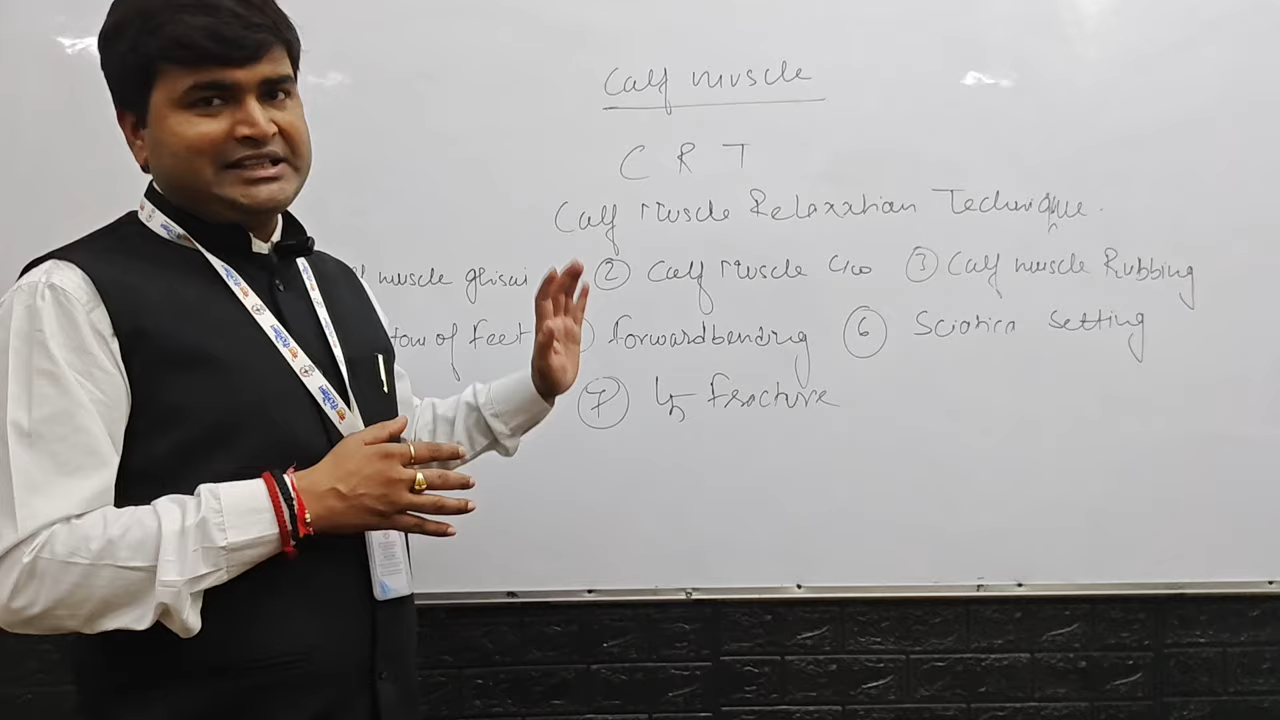 Calf muscle
C R T
Calf Muscle Relaxation Technique.
muscle ghisai ② Calf Muscle ③ Calf muscle Rubbing
of feet Forwardbending ⑥ Sciatica Setting
⑦ L5 Fracture